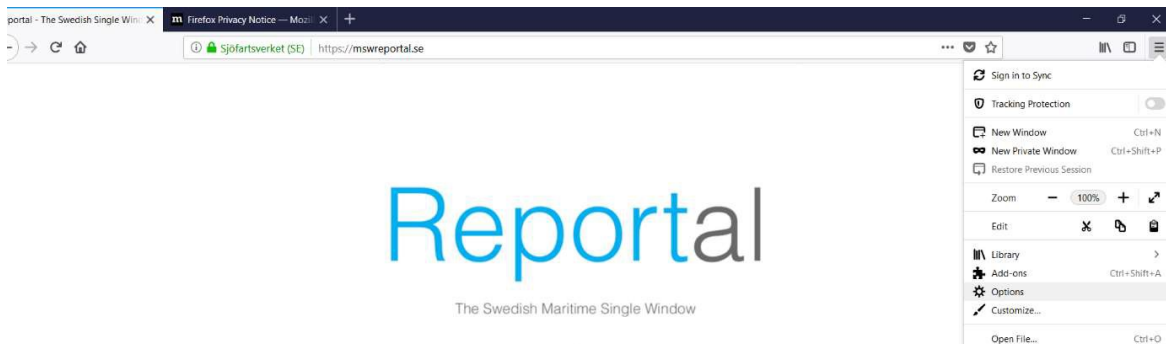 portal - The Swedish Single Win
m Firefox Privacy Notice — Mozil
Sjöfartsverket (SE) https://mswreportal.se
Sign in to Sync
Tracking Protection
New Window Ctrl+N
New Private Window Ctrl+Shift+P
Restore Previous Session
Zoom 100%
Edit
Library
Add-ons Ctrl+Shift+A
Options
Customize...
Open File... Ctrl+O
Reportal
The Swedish Maritime Single Window